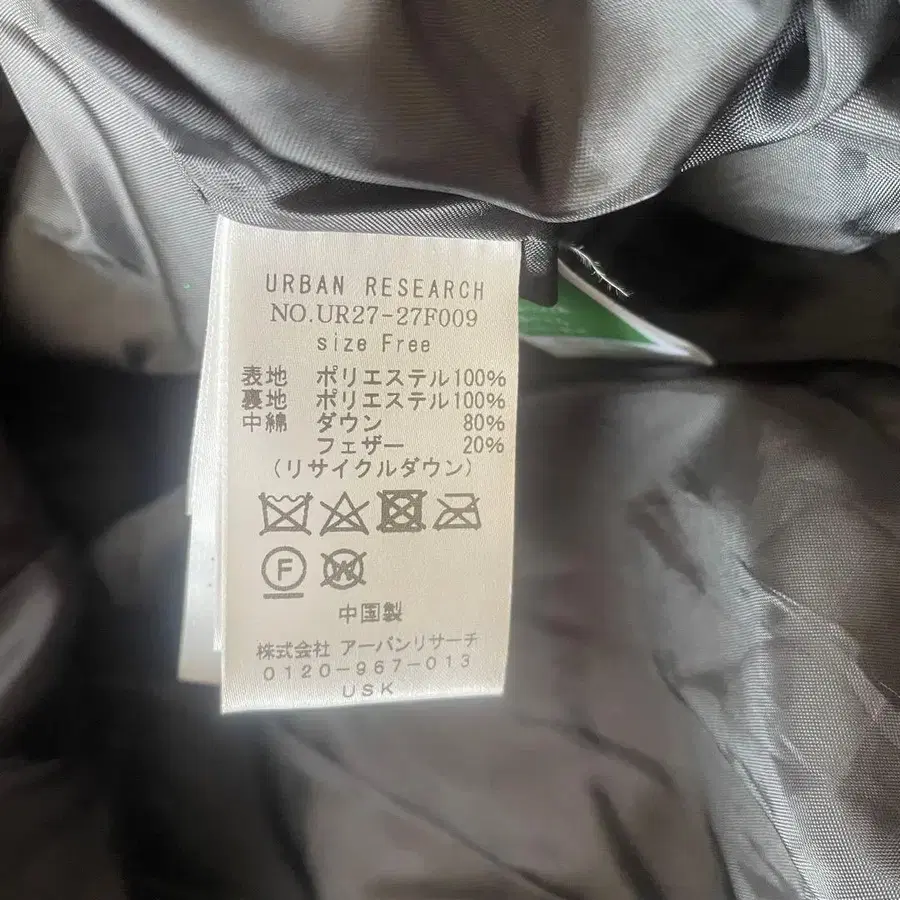 URBAN RESEARCH
NO.UR27-27F009
size Free
表地 ポリエステル100%
裏地 ポリエステル100%
中綿 ダウン 80%
フェザー 20%
(リサイクルダウン)
F
W
中国製
株式会社 アーバンリサーチ
0120-967-013
USK